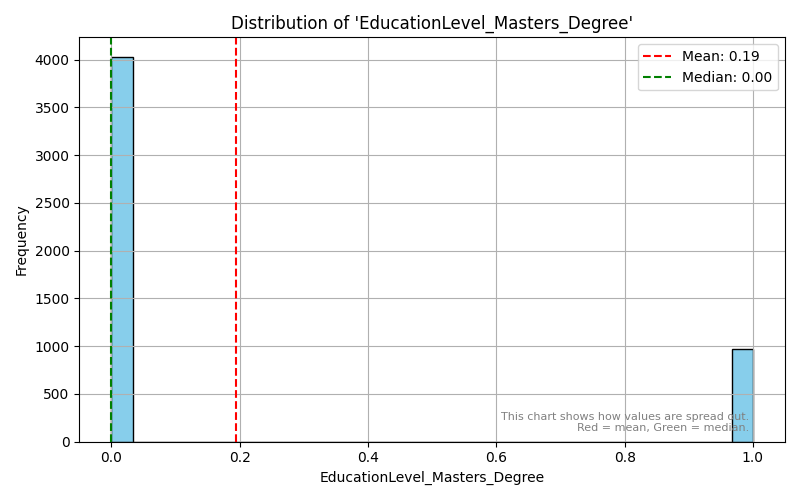 Distribution of 'EducationLevel_Masters_Degree'
Mean: 0.19
Median: 0.00
Frequency
4000
3500
3000
2500
2000
1500
1000
500
0
This chart shows how values are spread out.
Red = mean, Green = median.
0.0 0.2 0.4 0.6 0.8 1.0
EducationLevel_Masters_Degree